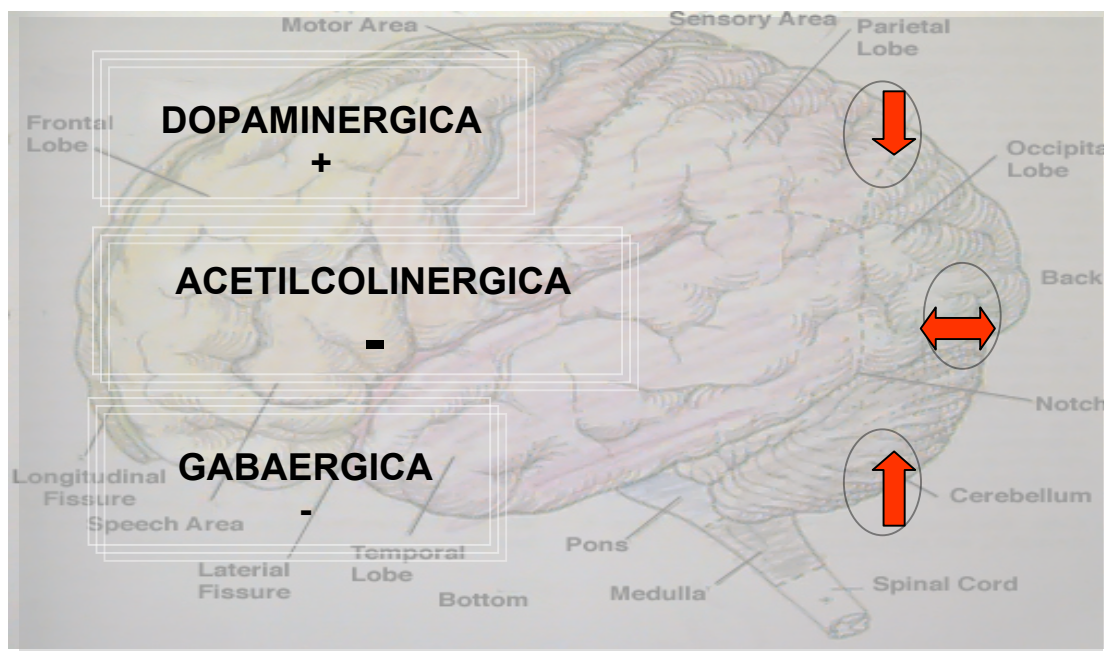 Motor Area
Sensory Area
Parietal
Lobe
Frontal
Lobe
DOPAMINERGICA
+
Occipita
Lobe
ACETILCOLINERGICA
-
Back
Notch
GABAERGICA
-
Longitudinal
Fissure
Speech Area
Cerebellum
Pons
Temporal
Lobe
Laterial
Fissure
Bottom
Medulla
Spinal Cord